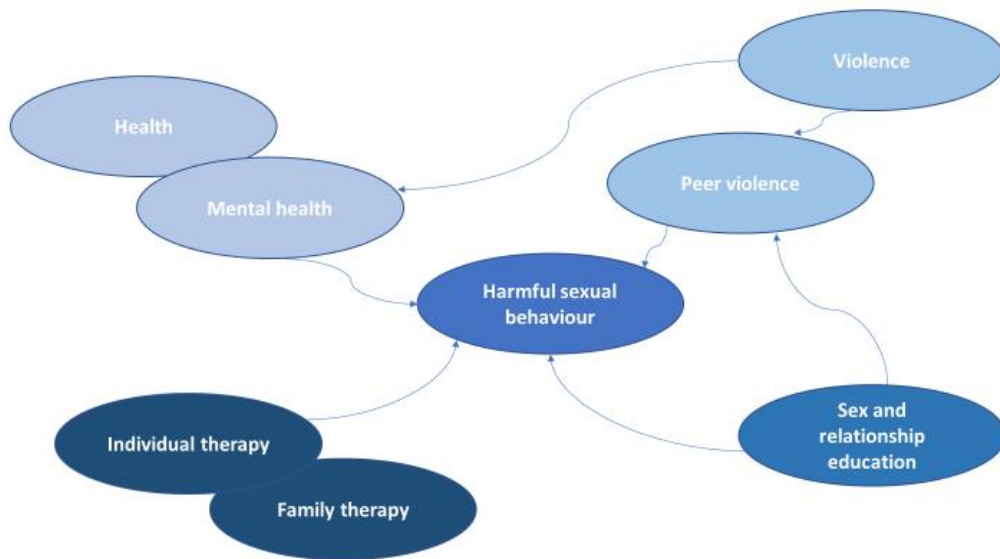 Violence
Health
Peer violence
Mental health
Harmful sexual
behaviour
Sex and
relationship
education
Individual therapy
Family therapy